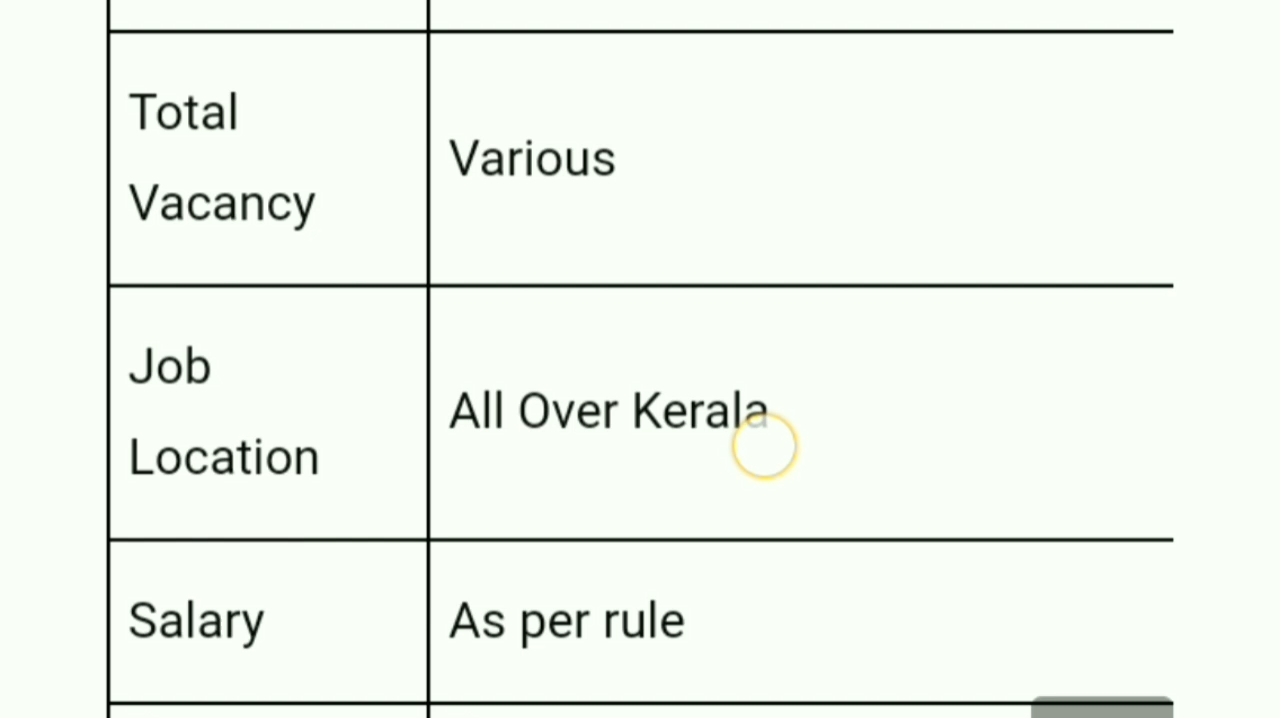 Total
Vacancy
Various
Job
Location
All Over Kerala
Salary
As per rule